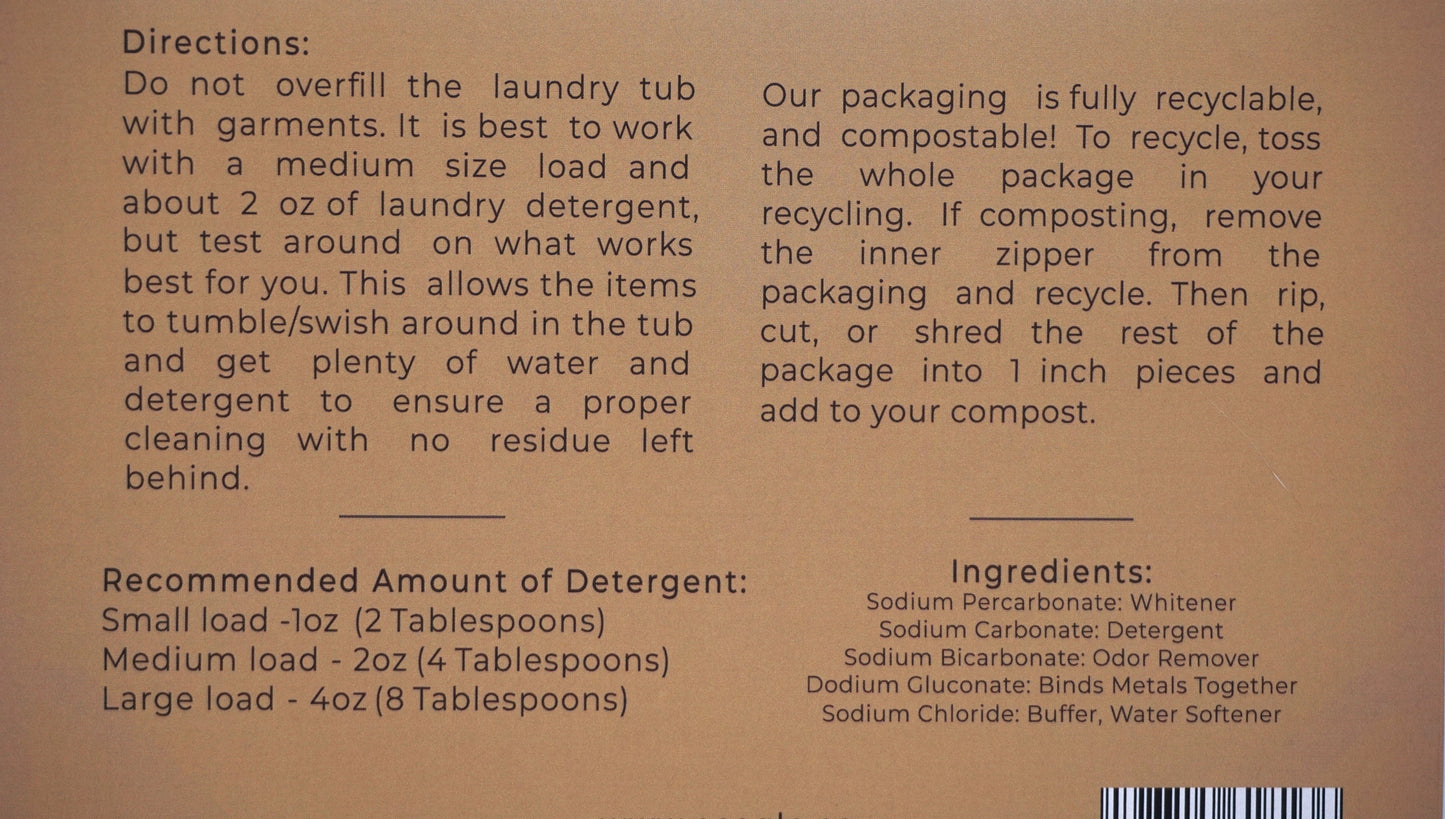 Directions:
Do not overfill the laundry tub
with garments. It is best to work
with a medium size load and
about 2 oz of laundry detergent,
but test around on what works
best for you. This allows the items
to tumble/swish around in the tub
and get plenty of water and
detergent to ensure a proper
cleaning with no residue left
behind.
Recommended Amount of Detergent:
Small load -1oz (2 Tablespoons)
Medium load - 2oz (4 Tablespoons)
Large load - 4oz (8 Tablespoons)
Our packaging is fully recyclable,
and compostable! To recycle, toss
the whole package in your
recycling. If composting, remove
the inner zipper from the
packaging and recycle. Then rip,
cut, or shred the rest of the
package into 1 inch pieces and
add to your compost.
Ingredients:
Sodium Percarbonate: Whitener
Sodium Carbonate: Detergent
Sodium Bicarbonate: Odor Remover
Dodium Gluconate: Binds Metals Together
Sodium Chloride: Buffer, Water Softener